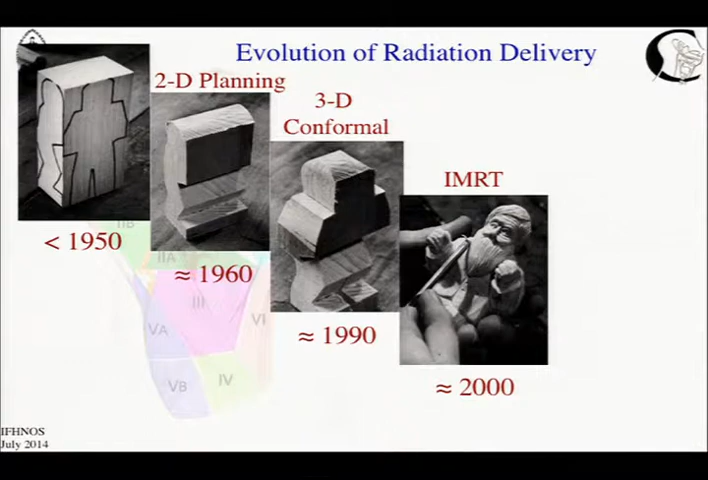 Evolution of Radiation Delivery
2-D Planning
3-D
Conformal
IMRT
< 1950
≈ 1960
≈ 1990
≈ 2000
IIB
IIA
III
VA
VI
VB
IV
IFHNOS
July 2014